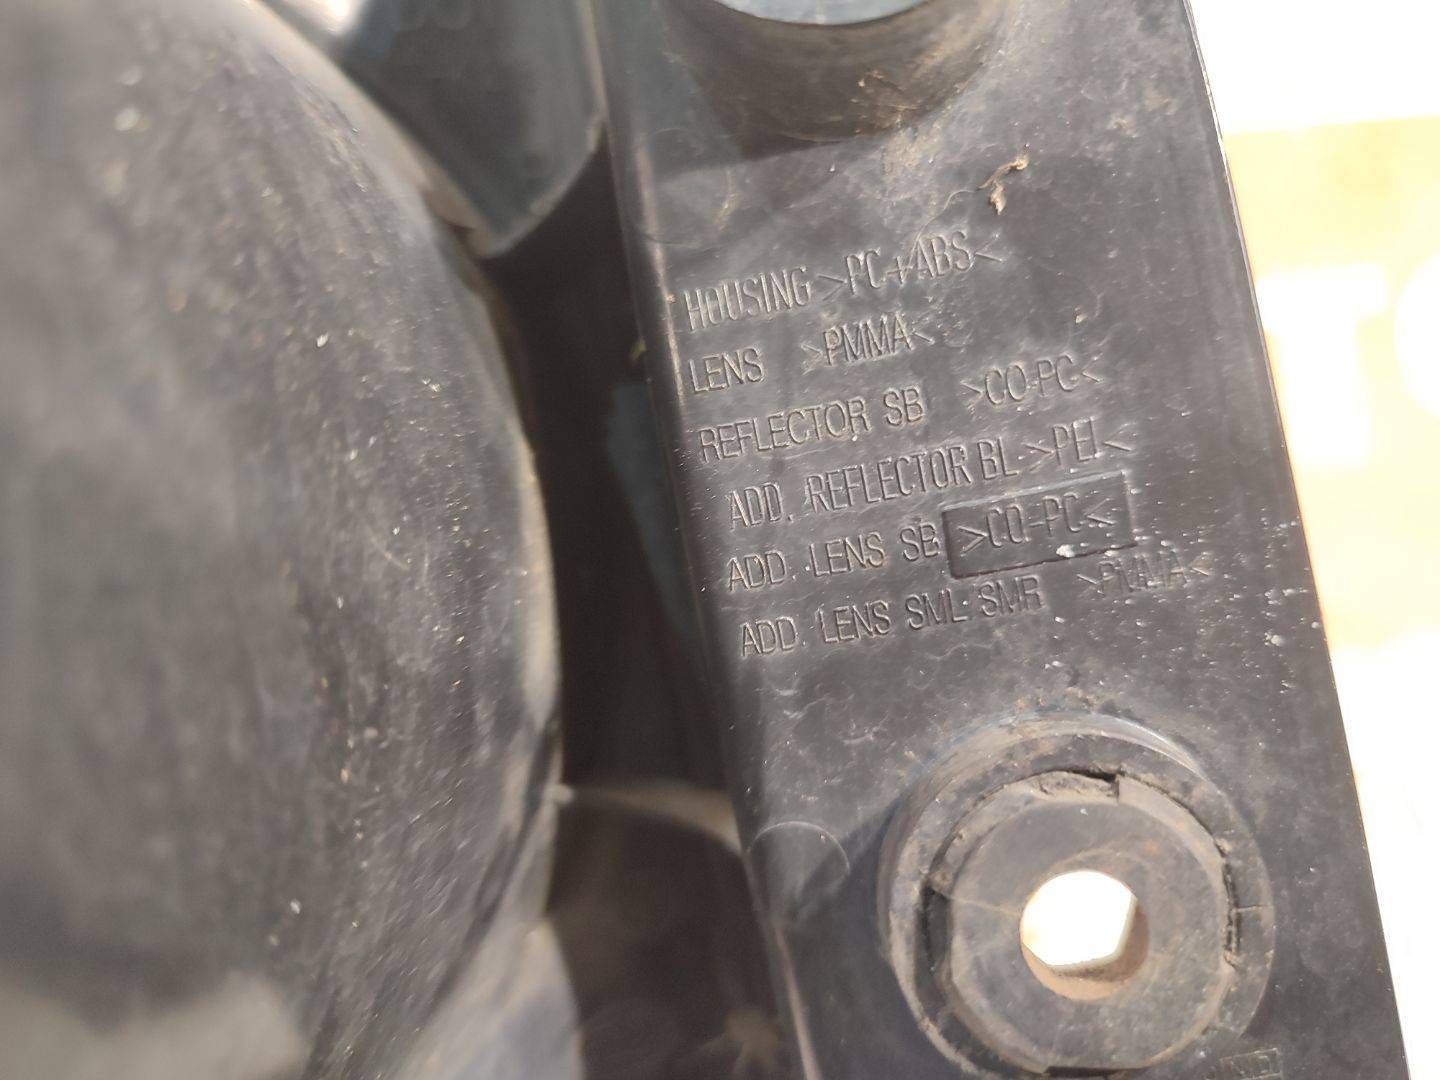 HOUSING >PC+ABS<
LENS >PMMA<
REFLECTOR SB >CO-PC<
ADD. REFLECTOR BL >PEI<
ADD. LENS SB >CO-PC<
ADD. LENS SML: SMR >PMMA<